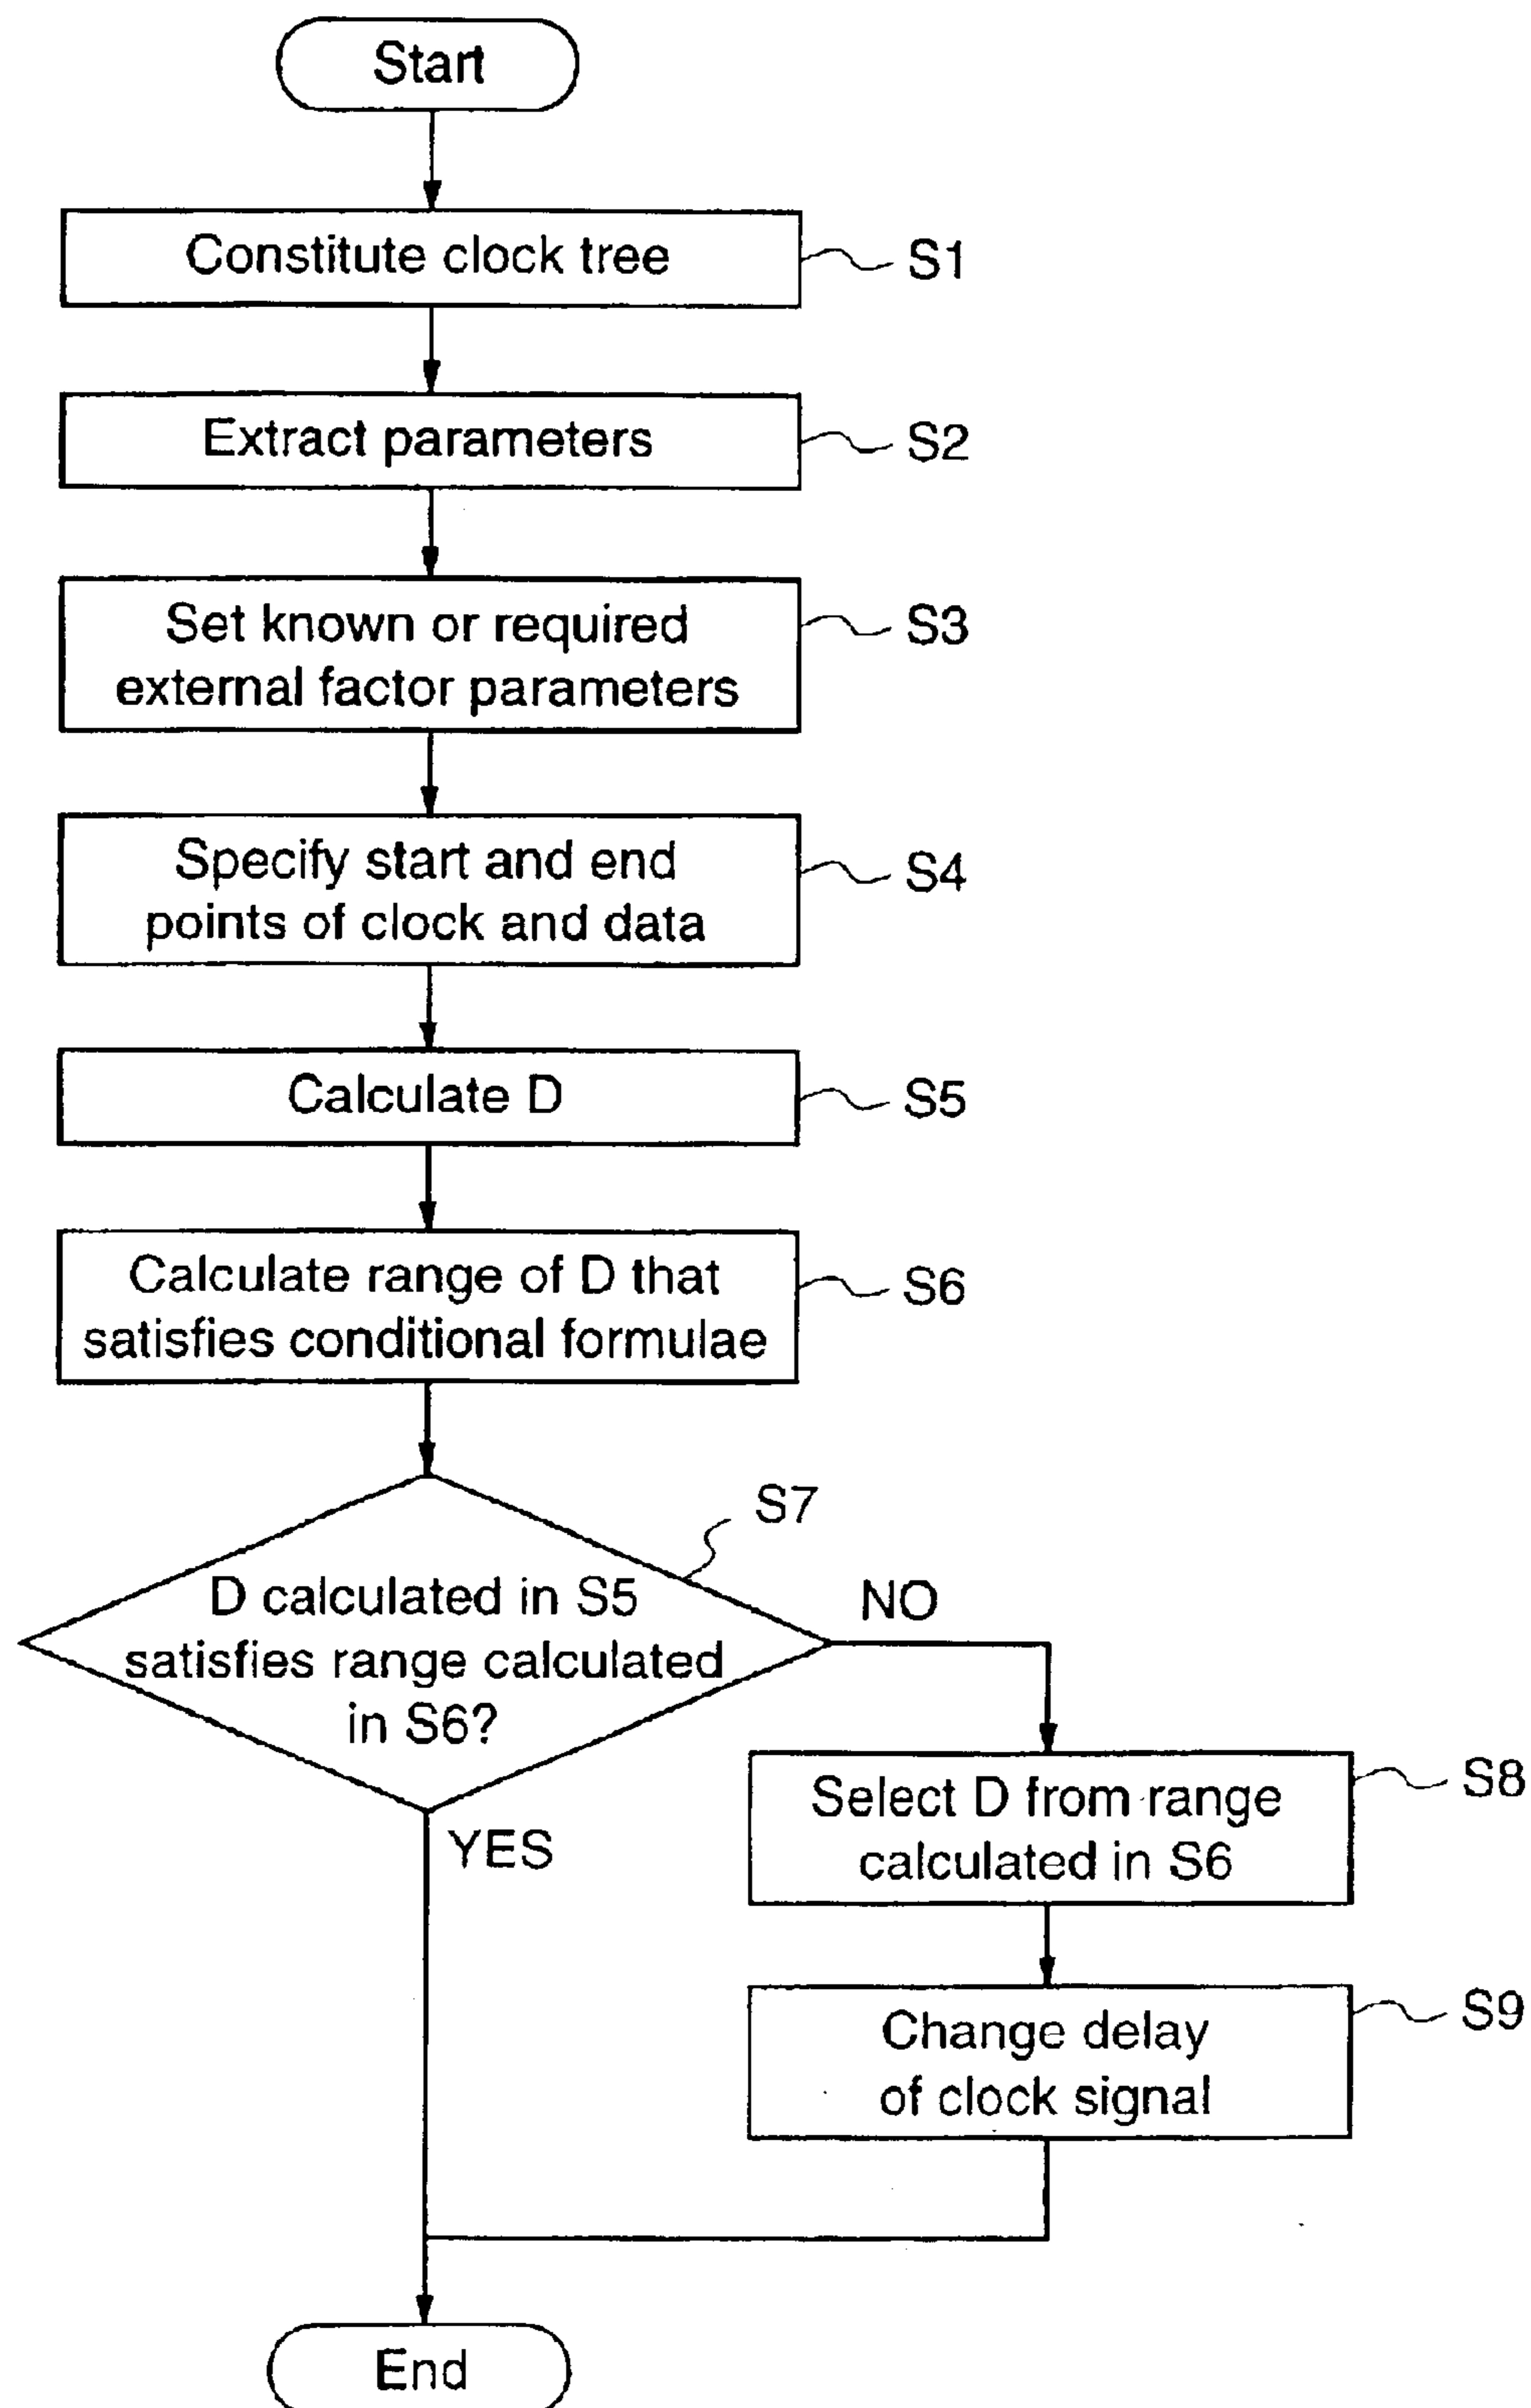 Start
Constitute clock tree
S1
Extract parameters
S2
Set known or required
external factor parameters
S3
Specify start and end
points of clock and data
S4
Calculate D
S5
Calculate range of D that
satisfies conditional formulae
S6
S7
D calculated in S5
satisfies range calculated
in S6?
NO
YES
Select D from range
calculated in S6
S8
Change delay
of clock signal
S9
End